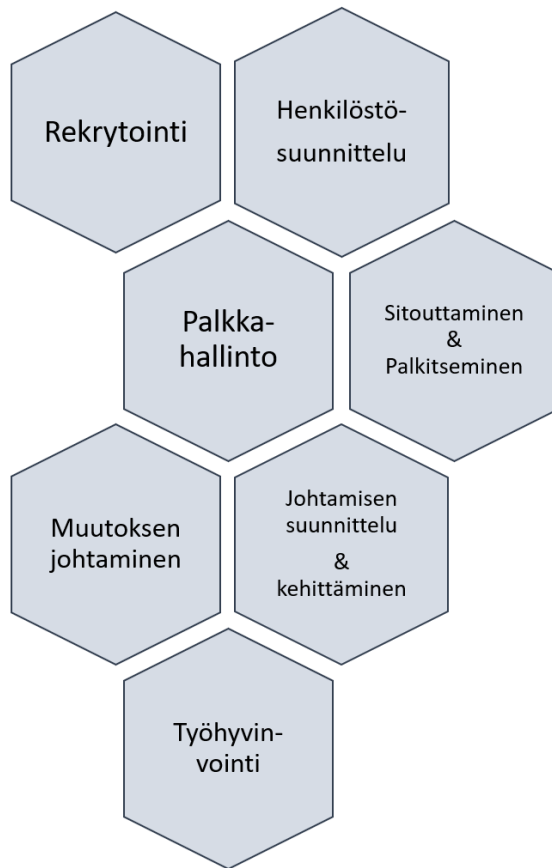 Rekrytointi
Henkilöstö-
suunnittelu
Palkka-
hallinto
Sitouttaminen
&
Palkitseminen
Muutoksen
johtaminen
Johtamisen
suunnittelu
&
kehittäminen
Työhyvin-
vointi